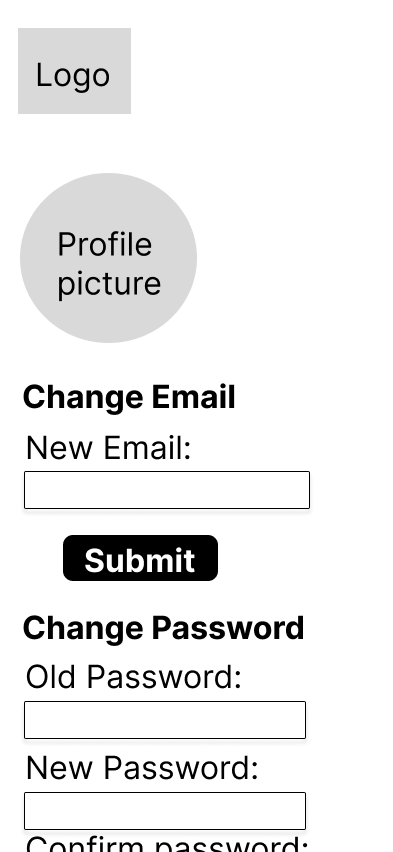 Logo
Profile
picture
Change Email
New Email:
Submit
Change Password
Old Password:
New Password:
Confirm password: